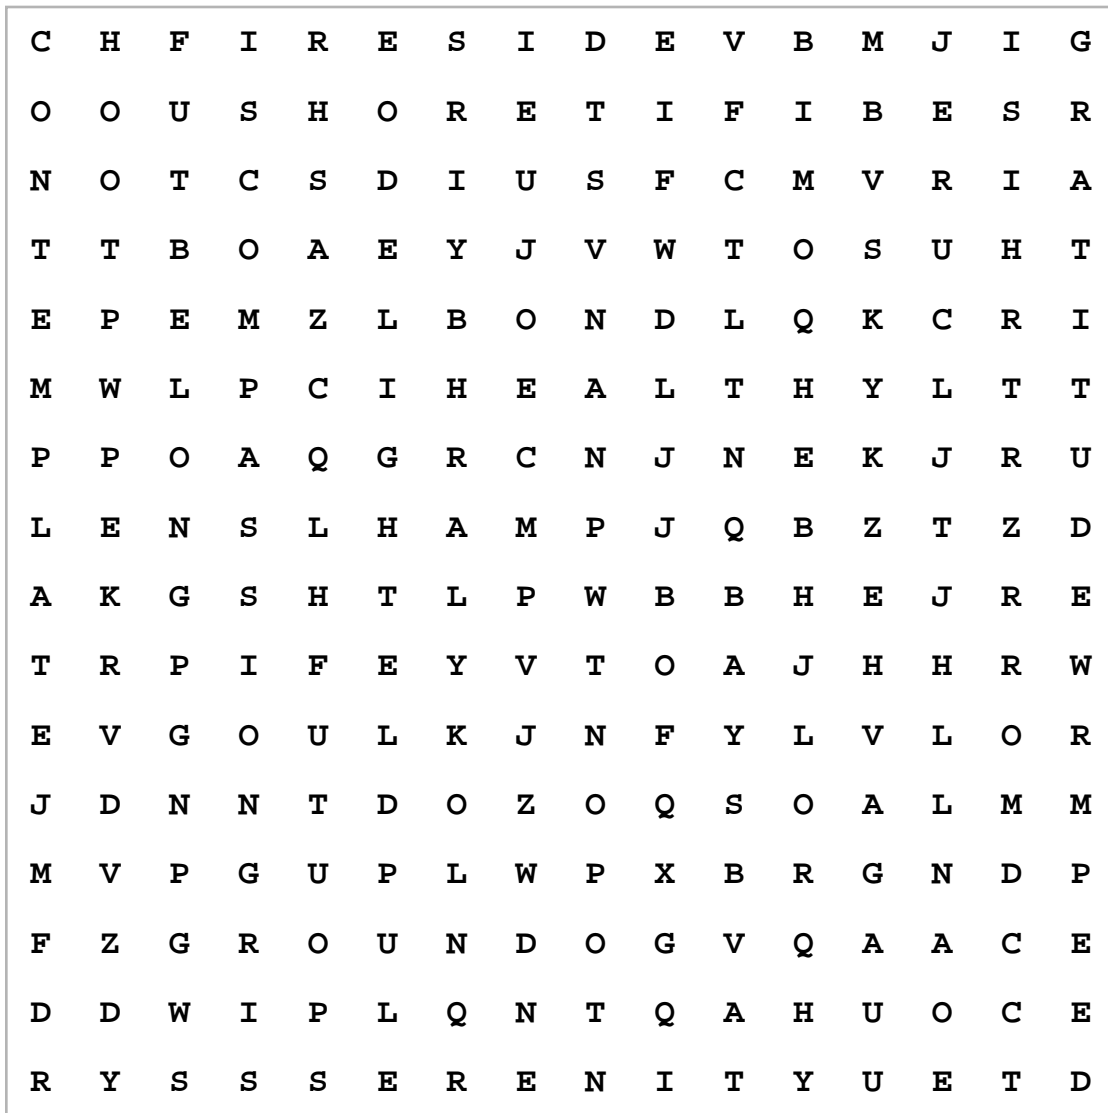 C H F I R E S I D E V B M J I G
O O U S H O R E T I F I B E S R
N O T C S D I U S F C M V R I A
T T B O A E Y J V W T O S U H T
E P E M Z L B O N D L Q K C R I
M W L P C I H E A L T H Y L T T
P P O A Q G R C N J N E K J R U
L E N S L H A M P J Q B Z T Z D
A K G S H T L P W B B H E J R E
T R P I F E Y V T O A J H H R W
E V G O U L K J N F Y L V L O R
J D N N T D O Z O Q S O A L M M
M V P G U P L W P X B R G N D P
F Z G R O U N D O G V Q A A C E
D D W I P L Q N T Q A H U O C E
R Y S S S E R E N I T Y U E T D